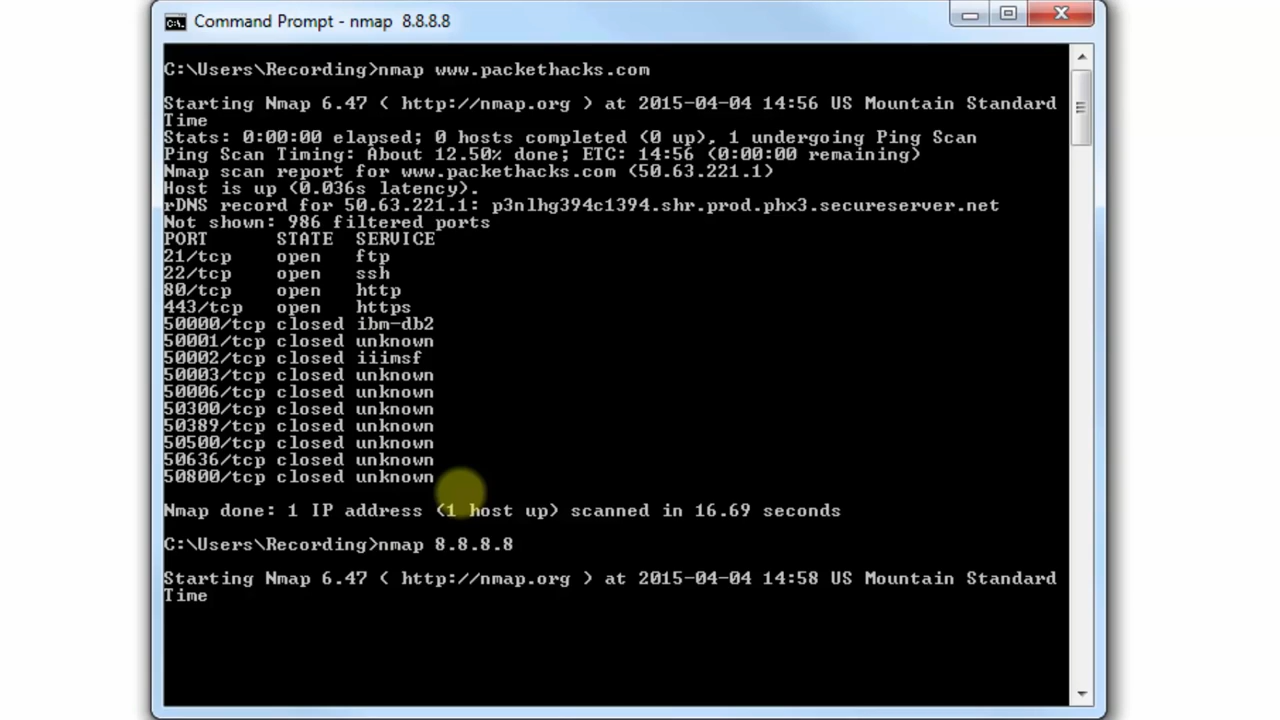 Command Prompt - nmap  8.8.8.8
C:\Users\Recording>nmap www.packethacks.com
Starting Nmap 6.47 ( http://nmap.org ) at 2015-04-04 14:56 US Mountain Standard
Time
Stats: 0:00:00 elapsed; 0 hosts completed (0 up), 1 undergoing Ping Scan
Ping Scan Timing: About 12.50% done; ETC: 14:56 (0:00:00 remaining)
Nmap scan report for www.packethacks.com (50.63.221.1)
Host is up (0.036s latency).
rDNS record for 50.63.221.1: p3nlhg394c1394.shr.prod.phx3.secureserver.net
Not shown: 986 filtered ports
PORT      STATE  SERVICE
21/tcp    open   ftp
22/tcp    open   ssh
80/tcp    open   http
443/tcp   open   https
50000/tcp closed ibm-db2
50001/tcp closed unknown
50002/tcp closed iiimsf
50003/tcp closed unknown
50006/tcp closed unknown
50300/tcp closed unknown
50389/tcp closed unknown
50500/tcp closed unknown
50636/tcp closed unknown
50800/tcp closed unknown
Nmap done: 1 IP address (1 host up) scanned in 16.69 seconds
C:\Users\Recording>nmap 8.8.8.8
Starting Nmap 6.47 ( http://nmap.org ) at 2015-04-04 14:58 US Mountain Standard
Time